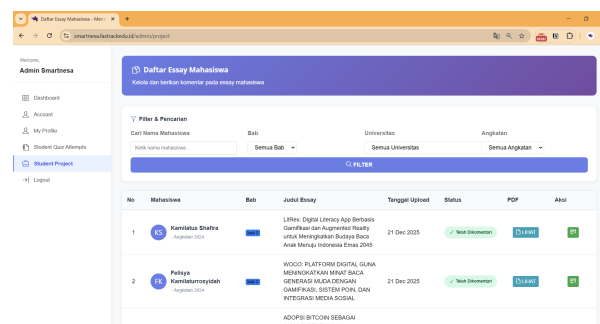 Daftar Essay Mahasiswa - Mem
smartnesa.fastrackedu.id/admin/project
Welcome,
Admin Smartnesa
Dashboard
Account
My Profile
Student Quiz Attempts
Student Project
Logout
Daftar Essay Mahasiswa
Kelola dan berikan komentar pada essay mahasiswa
Filter & Pencarian
Cari Nama Mahasiswa Bab Universitas Angkatan
Ketik nama mahasiswa... Semua Bab Semua Universitas Semua Angkatan
FILTER
No Mahasiswa Bab Judul Essay Tanggal Upload Status PDF Aksi
LitRex: Digital Literacy App Berbasis
Gamifikasi dan Augmented Reality
untuk Meningkatkan Budaya Baca
Anak Menuju Indonesia Emas 2045
1 KS Kamilatus Shafira
- Angkatan 2024
21 Dec 2025 Telah Dikomentari LIHAT
WOCO: PLATFORM DIGITAL GUNA
MENINGKATKAN MINAT BACA
GENERASI MUDA DENGAN
GAMIFIKASI, SISTEM POIN, DAN
INTEGRASI MEDIA SOSIAL
2 FK Felisya
Kamilaturrosyidah
- Angkatan 2024
21 Dec 2025 Telah Dikomentari LIHAT
ADOPSI BITCOIN SEBAGAI